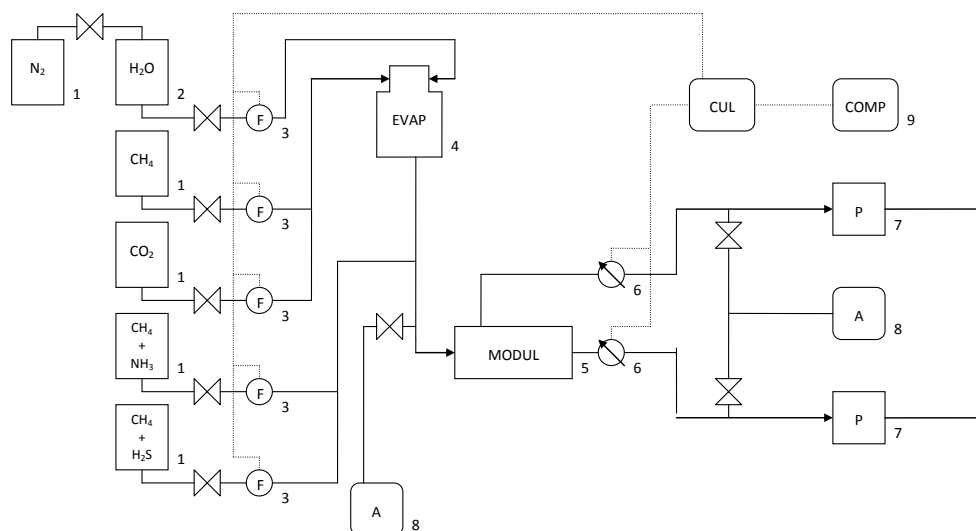 N₂
1
H₂O
2
F
3
EVAP
4
CUL
COMP
9
CH₄
1
F
3
P
7
CO₂
1
F
3
6
A
8
MODUL
5
6
CH₄
+
NH₃
1
F
3
P
7
CH₄
+
H₂S
1
F
3
A
8